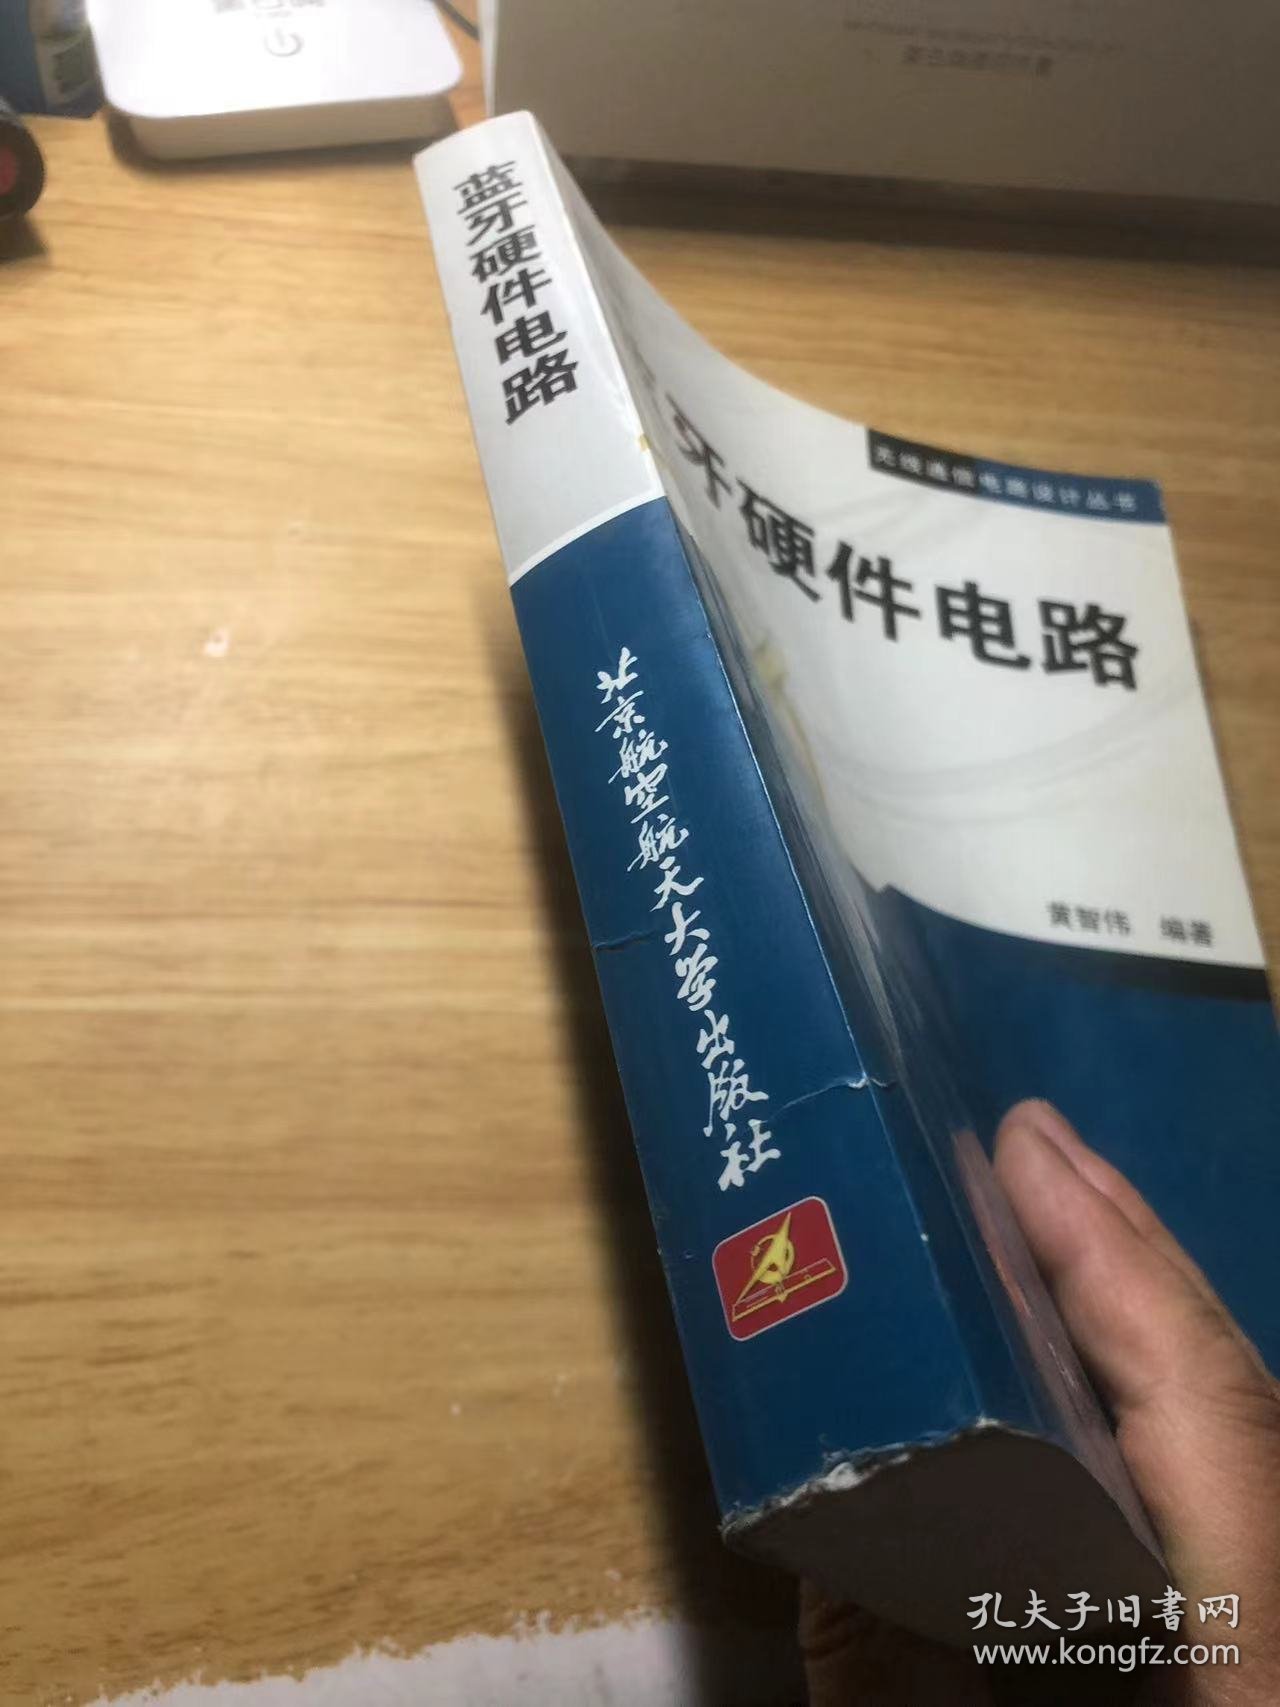 蓝牙硬件电路
北京航空航天大学出版社
无线通信电路设计丛书
牙硬件电路
黄智伟 编著
孔夫子旧書网
www.kongfz.com